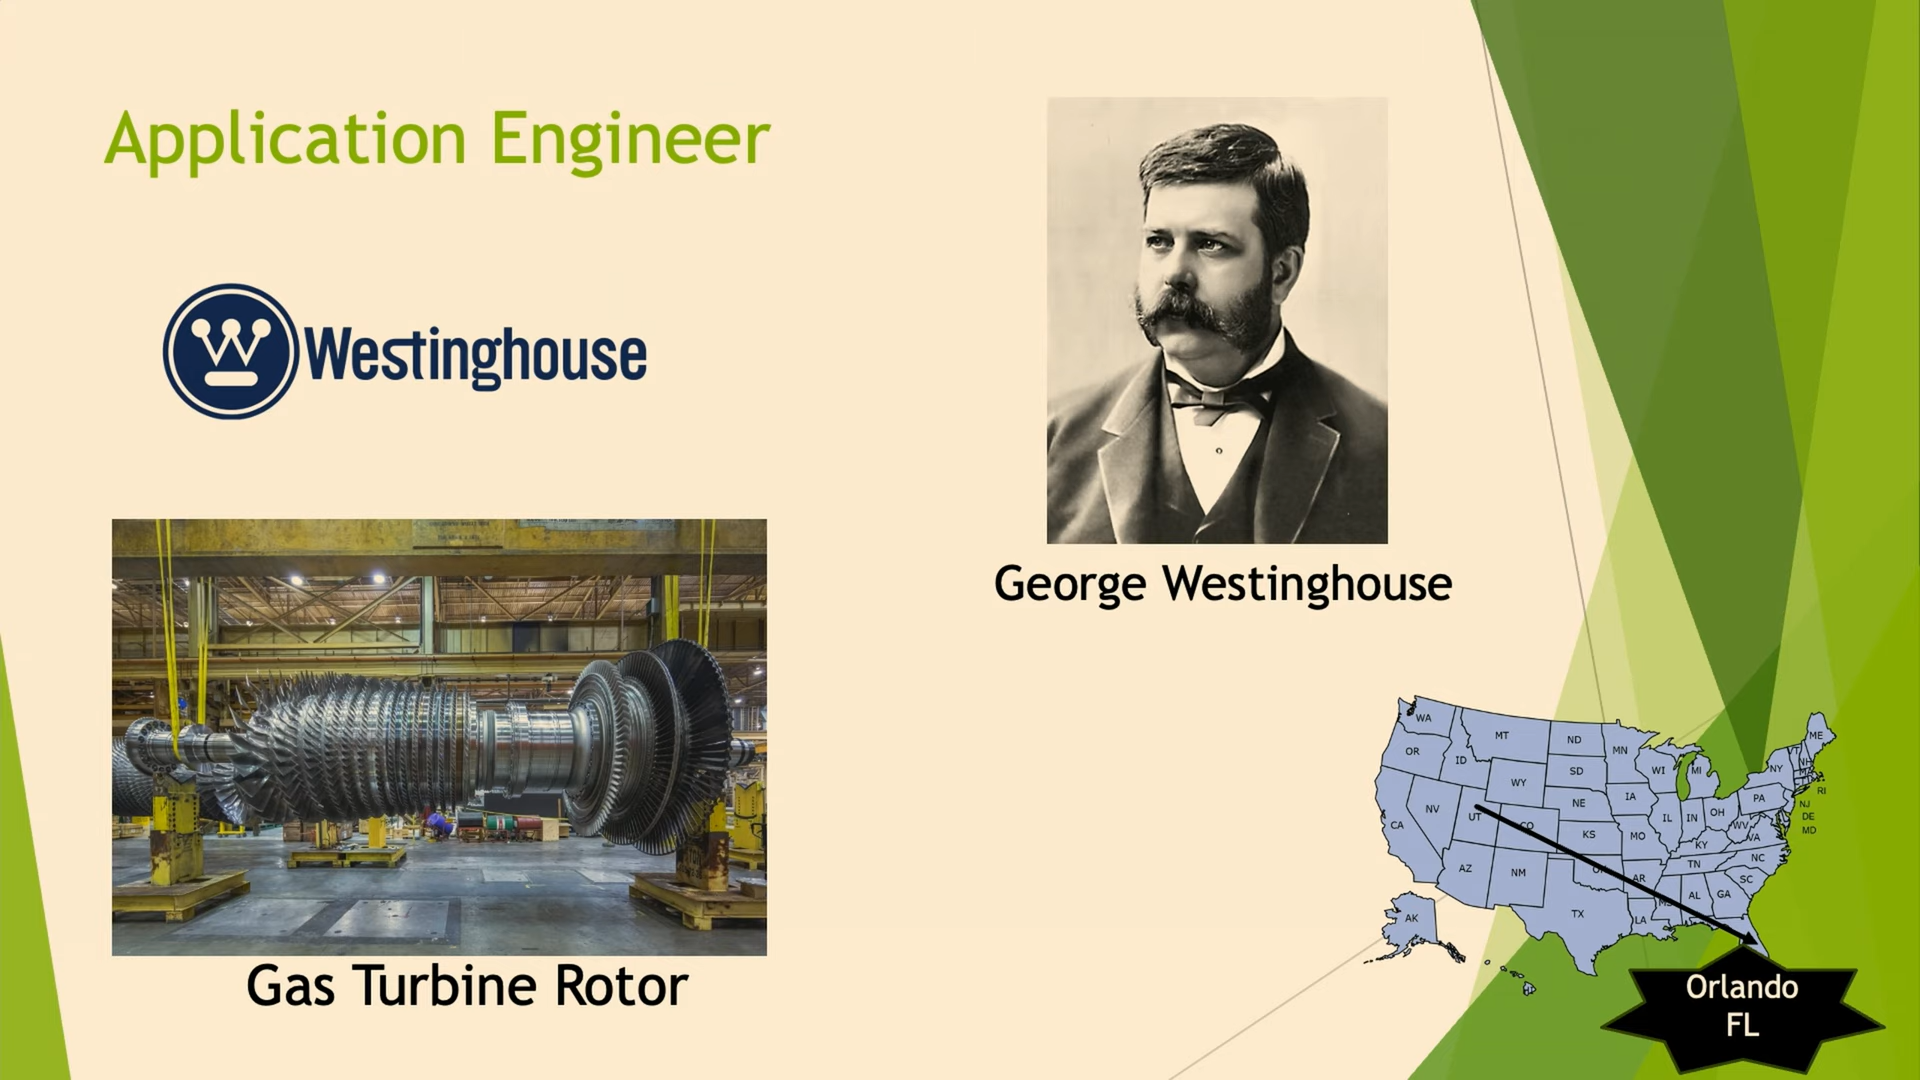 Application Engineer
Westinghouse
George Westinghouse
Gas Turbine Rotor
WA
MT
ND
MN
ME
OR
ID
SD
WI
MI
NY
VT
NH
WY
RI
NV
UT
CO
NE
IA
PA
NJ
CA
KS
MO
IL
IN
OH
WV
VA
DE
MD
KY
AZ
NM
AR
TN
NC
SC
AL
GA
TX
LA
AK
Orlando
FL